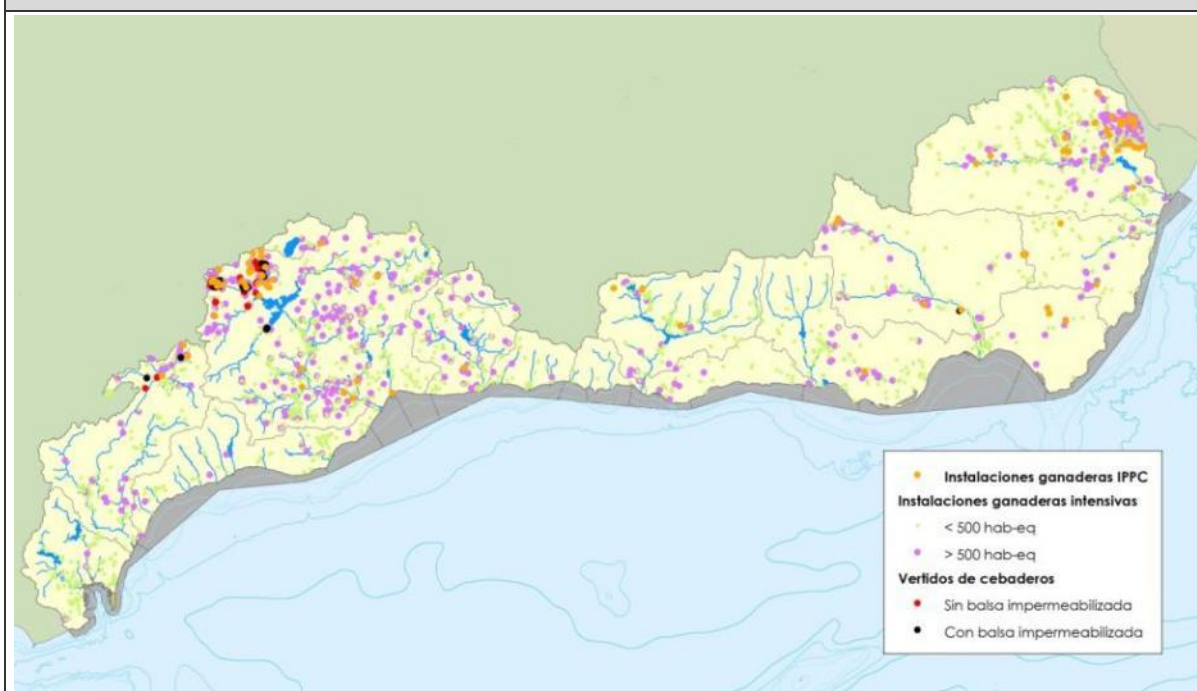 Instalaciones ganaderas IPPC
Instalaciones ganaderas intensivas
< 500 hab-eq
> 500 hab-eq
Vertidos de cebaderos
Sin balsa impermeabilizada
Con balsa impermeabilizada